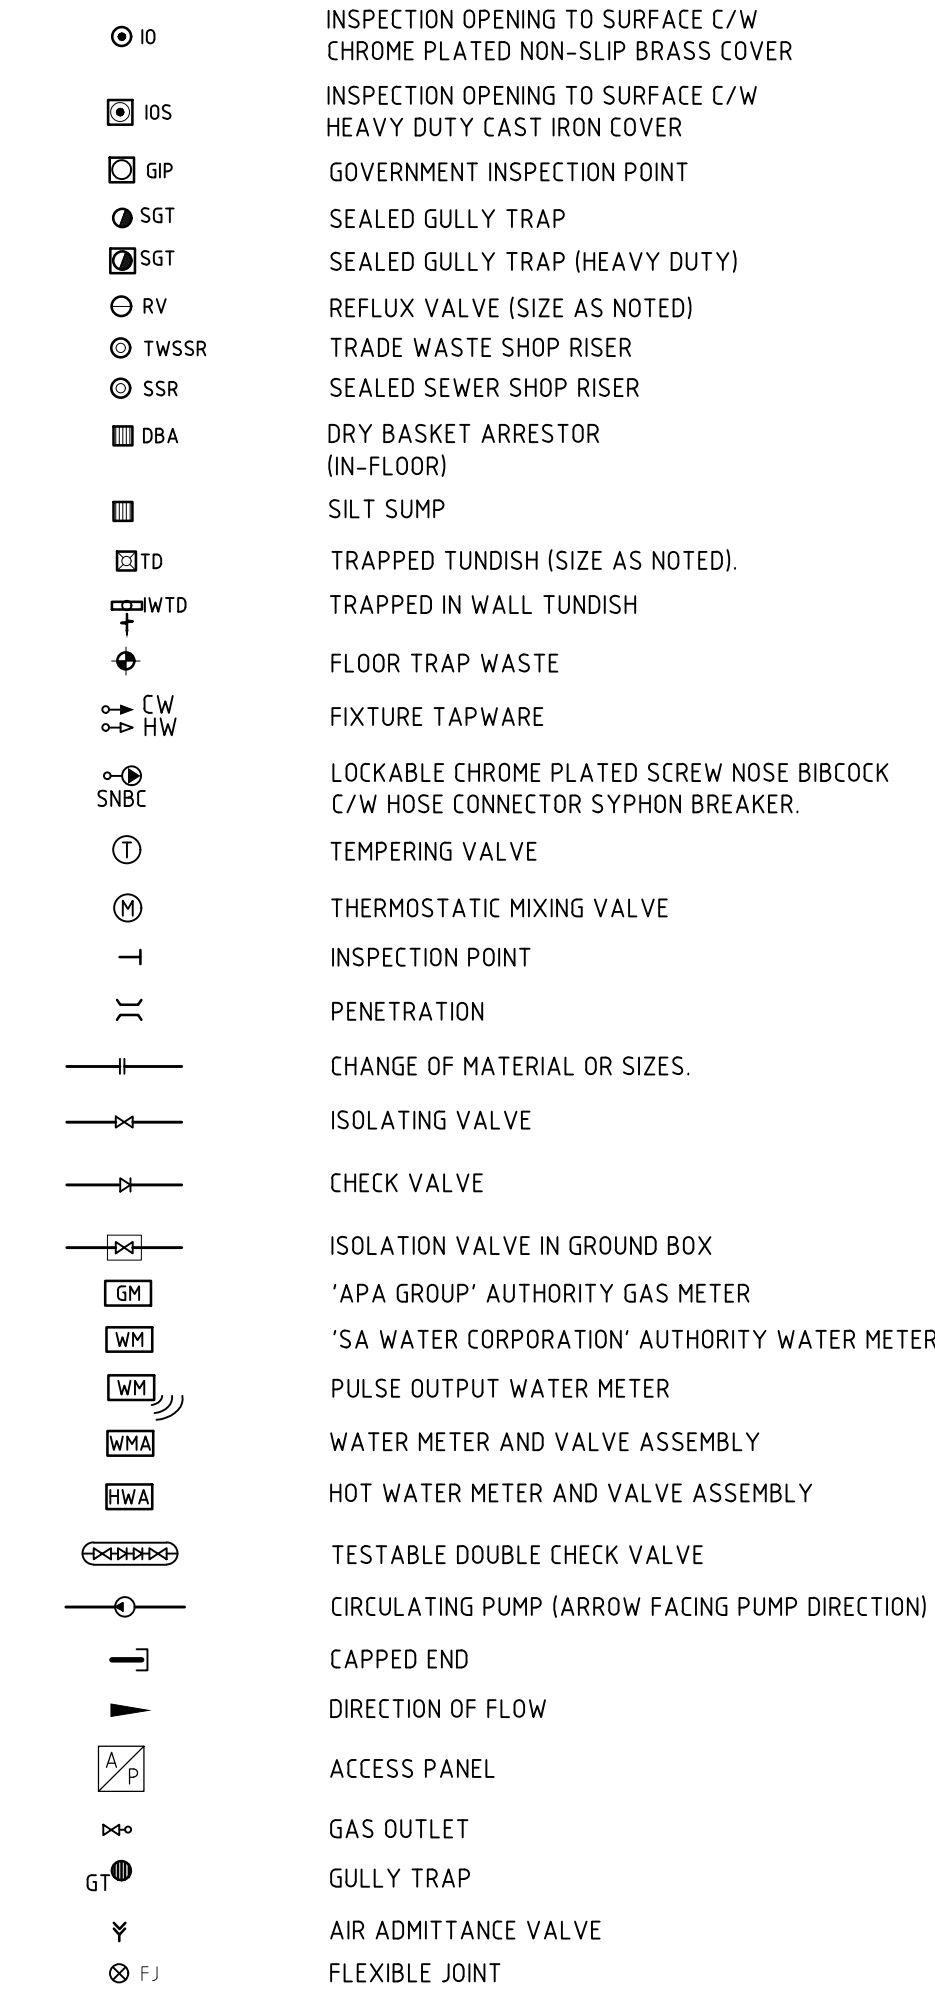 IO INSPECTION OPENING TO SURFACE C/W
CHROME PLATED NON-SLIP BRASS COVER
IOS INSPECTION OPENING TO SURFACE C/W
HEAVY DUTY CAST IRON COVER
GIP GOVERNMENT INSPECTION POINT
SGT SEALED GULLY TRAP
SGT SEALED GULLY TRAP (HEAVY DUTY)
RV REFLUX VALVE (SIZE AS NOTED)
TWSSR TRADE WASTE SHOP RISER
SSR SEALED SEWER SHOP RISER
DBA DRY BASKET ARRESTOR
(IN-FLOOR)
SILT SUMP
TD TRAPPED TUNDISH (SIZE AS NOTED).
IWTD TRAPPED IN WALL TUNDISH
FLOOR TRAP WASTE
CW
HW
FIXTURE TAPWARE
SNBC
LOCKABLE CHROME PLATED SCREW NOSE BIBCOCK
C/W HOSE CONNECTOR SYPHON BREAKER.
T TEMPERING VALVE
M THERMOSTATIC MIXING VALVE
INSPECTION POINT
PENETRATION
CHANGE OF MATERIAL OR SIZES.
ISOLATING VALVE
CHECK VALVE
ISOLATION VALVE IN GROUND BOX
GM 'APA GROUP' AUTHORITY GAS METER
WM 'SA WATER CORPORATION' AUTHORITY WATER METER
WM PULSE OUTPUT WATER METER
WMA WATER METER AND VALVE ASSEMBLY
HWA HOT WATER METER AND VALVE ASSEMBLY
TESTABLE DOUBLE CHECK VALVE
CIRCULATING PUMP (ARROW FACING PUMP DIRECTION)
CAPPED END
DIRECTION OF FLOW
A/P ACCESS PANEL
GAS OUTLET
GT GULLY TRAP
AIR ADMITTANCE VALVE
FJ FLEXIBLE JOINT